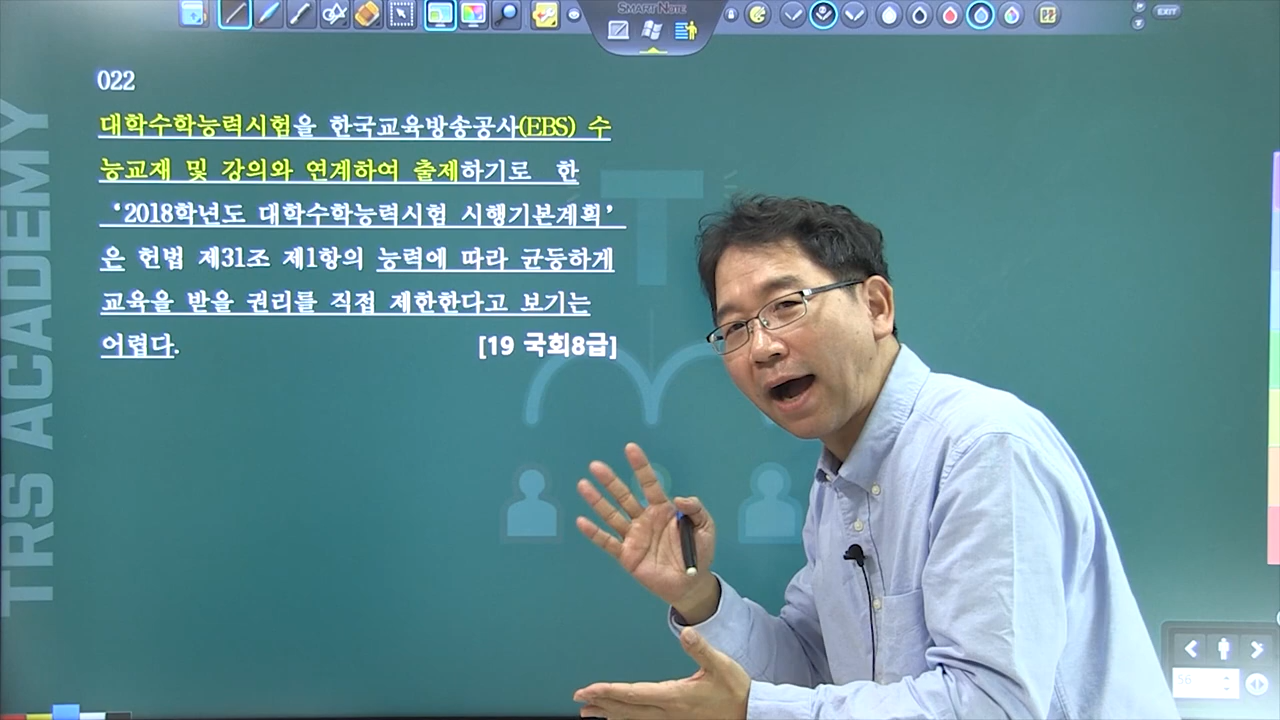 SMART NOTE
EXIT
TRS ACADEMY
022
대학수학능력시험을 한국교육방송공사(EBS) 수
능교재 및 강의와 연계하여 출제하기로 한
‘2018학년도 대학수학능력시험 시행기본계획’
은 헌법 제31조 제1항의 능력에 따라 균등하게
교육을 받을 권리를 직접 제한한다고 보기는
어렵다.
[19 국회8급]
56